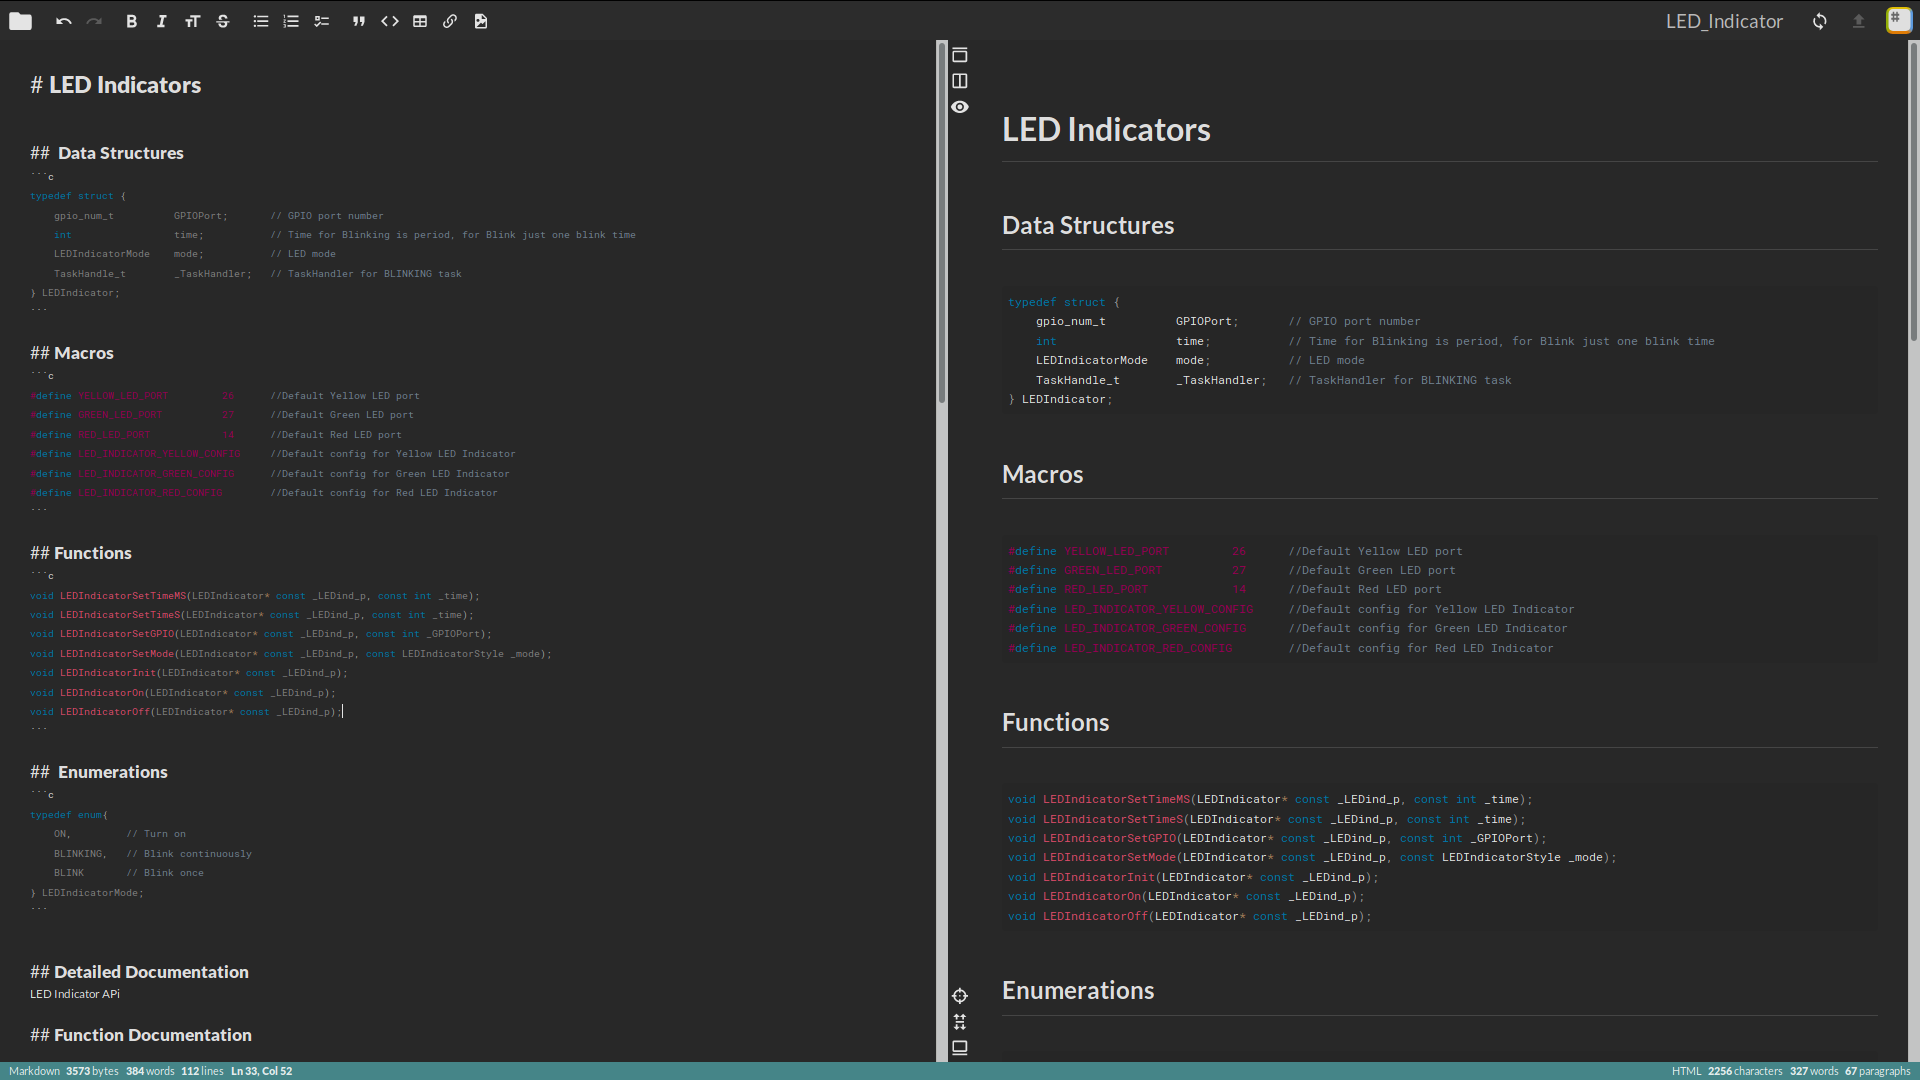 LED_Indicator
# LED Indicators
## Data Structures
```c
typedef struct {
    gpio_num_t          GPIOPort;       // GPIO port number
    int                 time;           // Time for Blinking is period, for Blink just one blink time
    LEDIndicatorMode    mode;           // LED mode
    TaskHandle_t        _TaskHandler;   // TaskHandler for BLINKING task
} LEDIndicator;
```
## Macros
```c
#define YELLOW_LED_PORT         26      //Default Yellow LED port
#define GREEN_LED_PORT          27      //Default Green LED port
#define RED_LED_PORT            14      //Default Red LED port
#define LED_INDICATOR_YELLOW_CONFIG     //Default config for Yellow LED Indicator
#define LED_INDICATOR_GREEN_CONFIG      //Default config for Green LED Indicator
#define LED_INDICATOR_RED_CONFIG        //Default config for Red LED Indicator
```
## Functions
```c
void LEDIndicatorSetTimeMS(LEDIndicator* const _LEDind_p, const int _time);
void LEDIndicatorSetTimeS(LEDIndicator* const _LEDind_p, const int _time);
void LEDIndicatorSetGPIO(LEDIndicator* const _LEDind_p, const int _GPIOPort);
void LEDIndicatorSetMode(LEDIndicator* const _LEDind_p, const LEDIndicatorStyle _mode);
void LEDIndicatorInit(LEDIndicator* const _LEDind_p);
void LEDIndicatorOn(LEDIndicator* const _LEDind_p);
void LEDIndicatorOff(LEDIndicator* const _LEDind_p);
```
## Enumerations
```c
typedef enum{
    ON,         // Turn on
    BLINKING,   // Blink continuously
    BLINK       // Blink once
} LEDIndicatorMode;
```
## Detailed Documentation
LED Indicator APi
## Function Documentation
LED Indicators
Data Structures
typedef struct {
    gpio_num_t          GPIOPort;       // GPIO port number
    int                 time;           // Time for Blinking is period, for Blink just one blink time
    LEDIndicatorMode    mode;           // LED mode
    TaskHandle_t        _TaskHandler;   // TaskHandler for BLINKING task
} LEDIndicator;
Macros
#define YELLOW_LED_PORT         26      //Default Yellow LED port
#define GREEN_LED_PORT          27      //Default Green LED port
#define RED_LED_PORT            14      //Default Red LED port
#define LED_INDICATOR_YELLOW_CONFIG     //Default config for Yellow LED Indicator
#define LED_INDICATOR_GREEN_CONFIG      //Default config for Green LED Indicator
#define LED_INDICATOR_RED_CONFIG        //Default config for Red LED Indicator
Functions
void LEDIndicatorSetTimeMS(LEDIndicator* const _LEDind_p, const int _time);
void LEDIndicatorSetTimeS(LEDIndicator* const _LEDind_p, const int _time);
void LEDIndicatorSetGPIO(LEDIndicator* const _LEDind_p, const int _GPIOPort);
void LEDIndicatorSetMode(LEDIndicator* const _LEDind_p, const LEDIndicatorStyle _mode);
void LEDIndicatorInit(LEDIndicator* const _LEDind_p);
void LEDIndicatorOn(LEDIndicator* const _LEDind_p);
void LEDIndicatorOff(LEDIndicator* const _LEDind_p);
Enumerations
Markdown 3573 bytes 384 words 112 lines Ln 33, Col 52
HTML 2256 characters 327 words 67 paragraphs